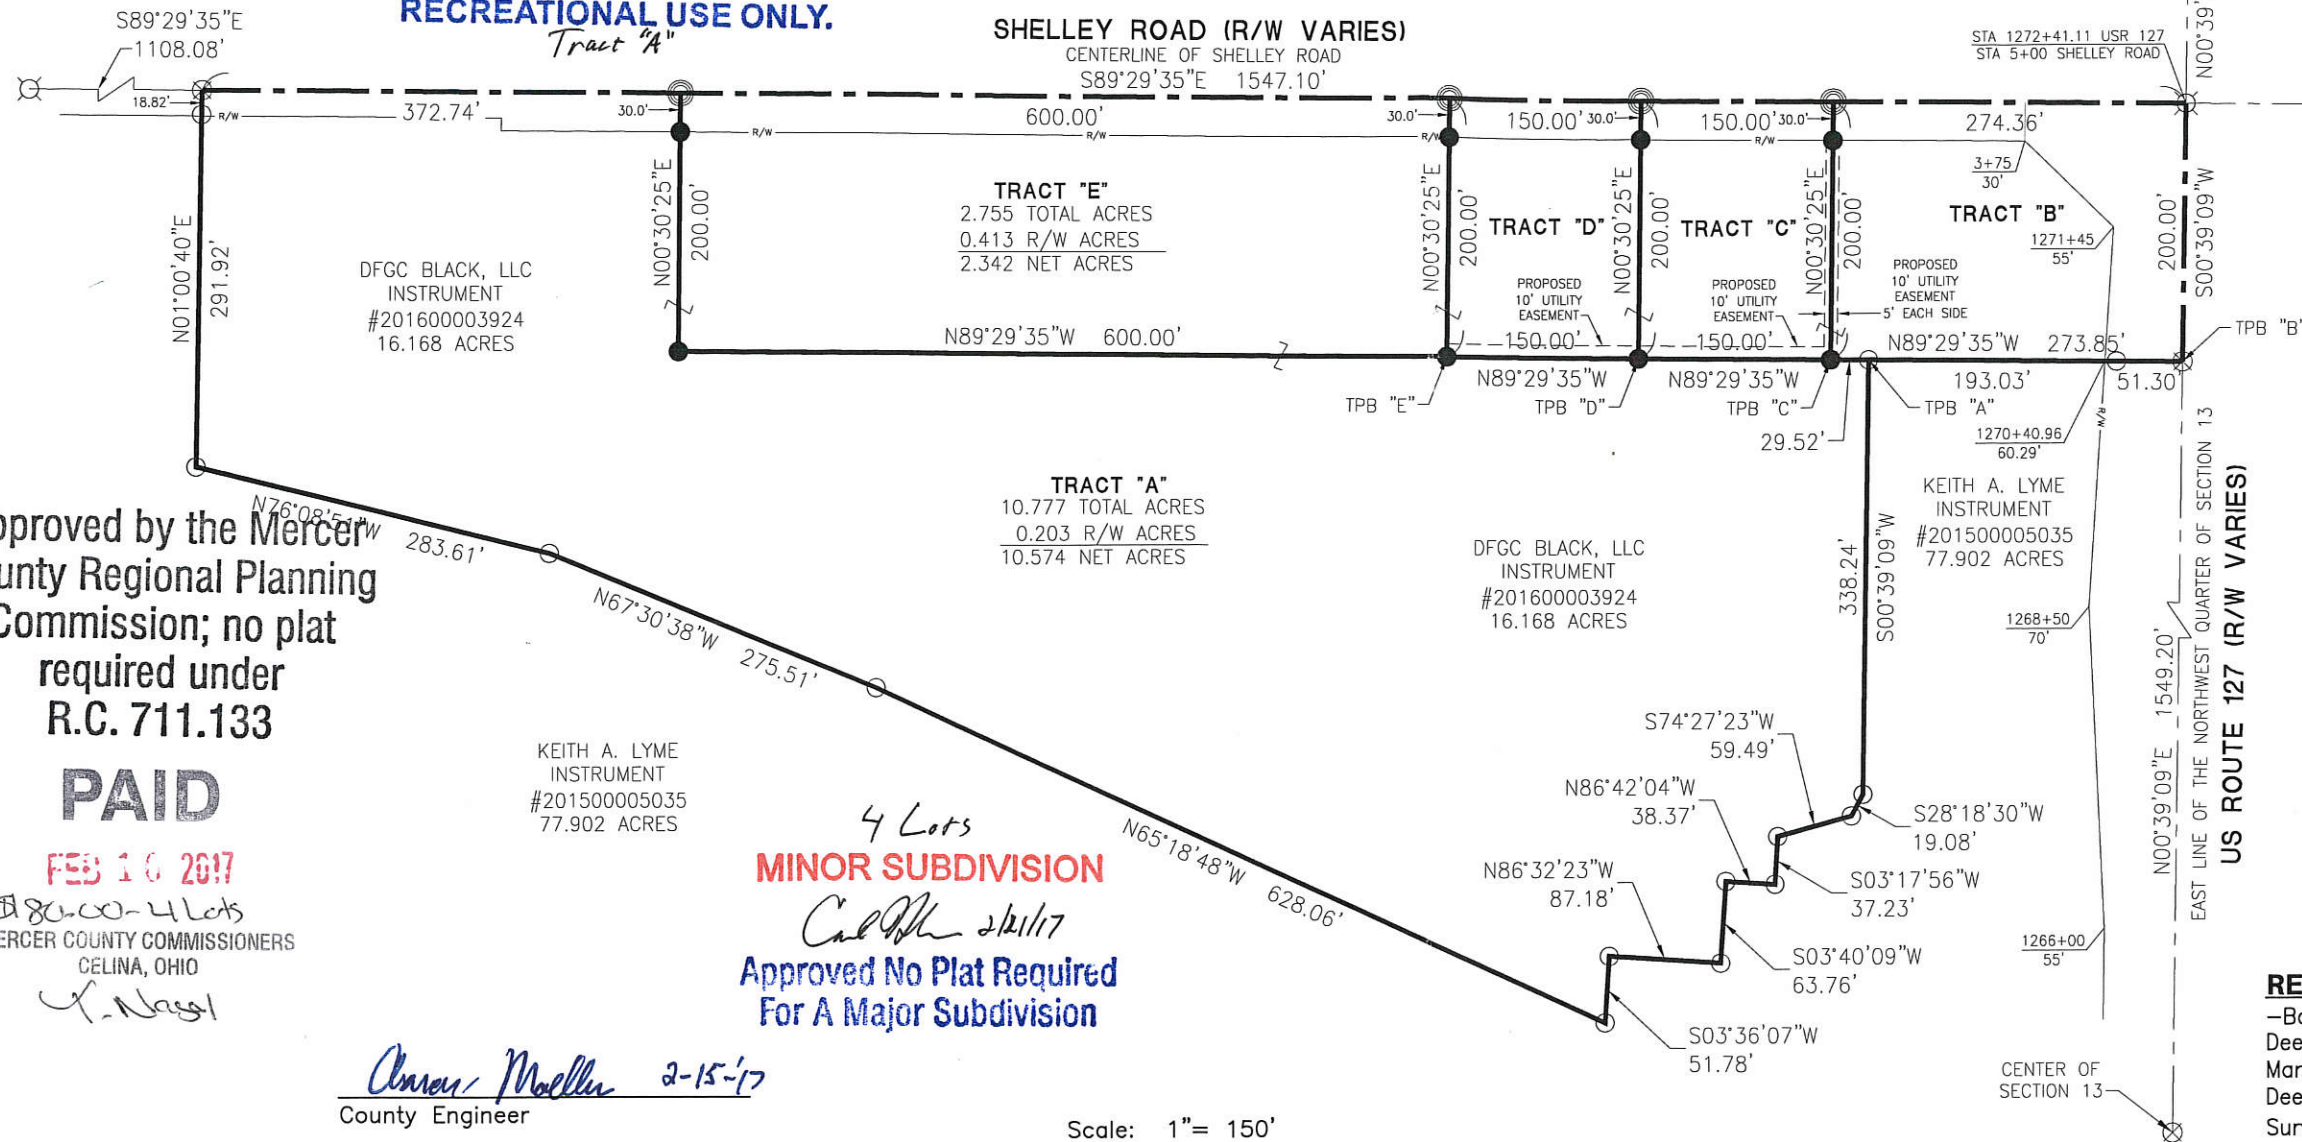 RECREATIONAL USE ONLY.
Tract "A"
S89°29'35"E
1108.08'
SHELLEY ROAD (R/W VARIES)
CENTERLINE OF SHELLEY ROAD
S89°29'35"E 1547.10'
STA 1272+41.11 USR 127
STA 5+00 SHELLEY ROAD
N00°39'
18.82'
R/W
372.74'
30.0'
R/W
600.00'
R/W
30.0'
R/W
150.00'
30.0'
150.00'
30.0'
R/W
274.36'
3+75
30'
N01°00'40"E
291.92'
DFGC BLACK, LLC
INSTRUMENT
#201600003924
16.168 ACRES
N00°30'25"E
200.00'
TRACT "E"
2.755 TOTAL ACRES
0.413 R/W ACRES
2.342 NET ACRES
N00°30'25"E
200.00'
TRACT "D"
N00°30'25"E
200.00'
TRACT "C"
N00°30'25"E
200.00'
TRACT "B"
1271+45
55'
200.00'
S00°39'09"W
PROPOSED
10' UTILITY
EASEMENT
PROPOSED
10' UTILITY
EASEMENT
PROPOSED
10' UTILITY
EASEMENT
5' EACH SIDE
N89°29'35"W 600.00'
150.00'
150.00'
N89°29'35"W 273.85'
TPB "B"
N89°29'35"W
N89°29'35"W
193.03'
51.30'
TPB "E"
TPB "D"
TPB "C"
TPB "A"
29.52'
R/W
1270+40.96
60.29'
TRACT "A"
10.777 TOTAL ACRES
0.203 R/W ACRES
10.574 NET ACRES
DFGC BLACK, LLC
INSTRUMENT
#201600003924
16.168 ACRES
338.24'
S00°39'09"W
KEITH A. LYME
INSTRUMENT
#201500005035
77.902 ACRES
1268+50
70'
N00°39'09"E 1549.20'
EAST LINE OF THE NORTHWEST QUARTER OF SECTION 13
US ROUTE 127 (R/W VARIES)
N76°08'51"W
283.61'
N67°30'38"W
275.51'
N65°18'48"W
628.06'
pproved by the Mercer
unty Regional Planning
Commission; no plat
required under
R.C. 711.133
PAID
FEB 10 2017
$80.00-4 Lots
ERCER COUNTY COMMISSIONERS
CELINA, OHIO
KEITH A. LYME
INSTRUMENT
#201500005035
77.902 ACRES
4 Lots
MINOR SUBDIVISION
2/21/17
Approved No Plat Required
For A Major Subdivision
S74°27'23"W
59.49'
N86°42'04"W
38.37'
S28°18'30"W
19.08'
N86°32'23"W
87.18'
S03°17'56"W
37.23'
S03°40'09"W
63.76'
1266+00
55'
S03°36'07"W
51.78'
CENTER OF
SECTION 13
2-15-'17
County Engineer
Scale: 1"= 150'
RE
-Ba
Dee
Mar
Dee
Sur